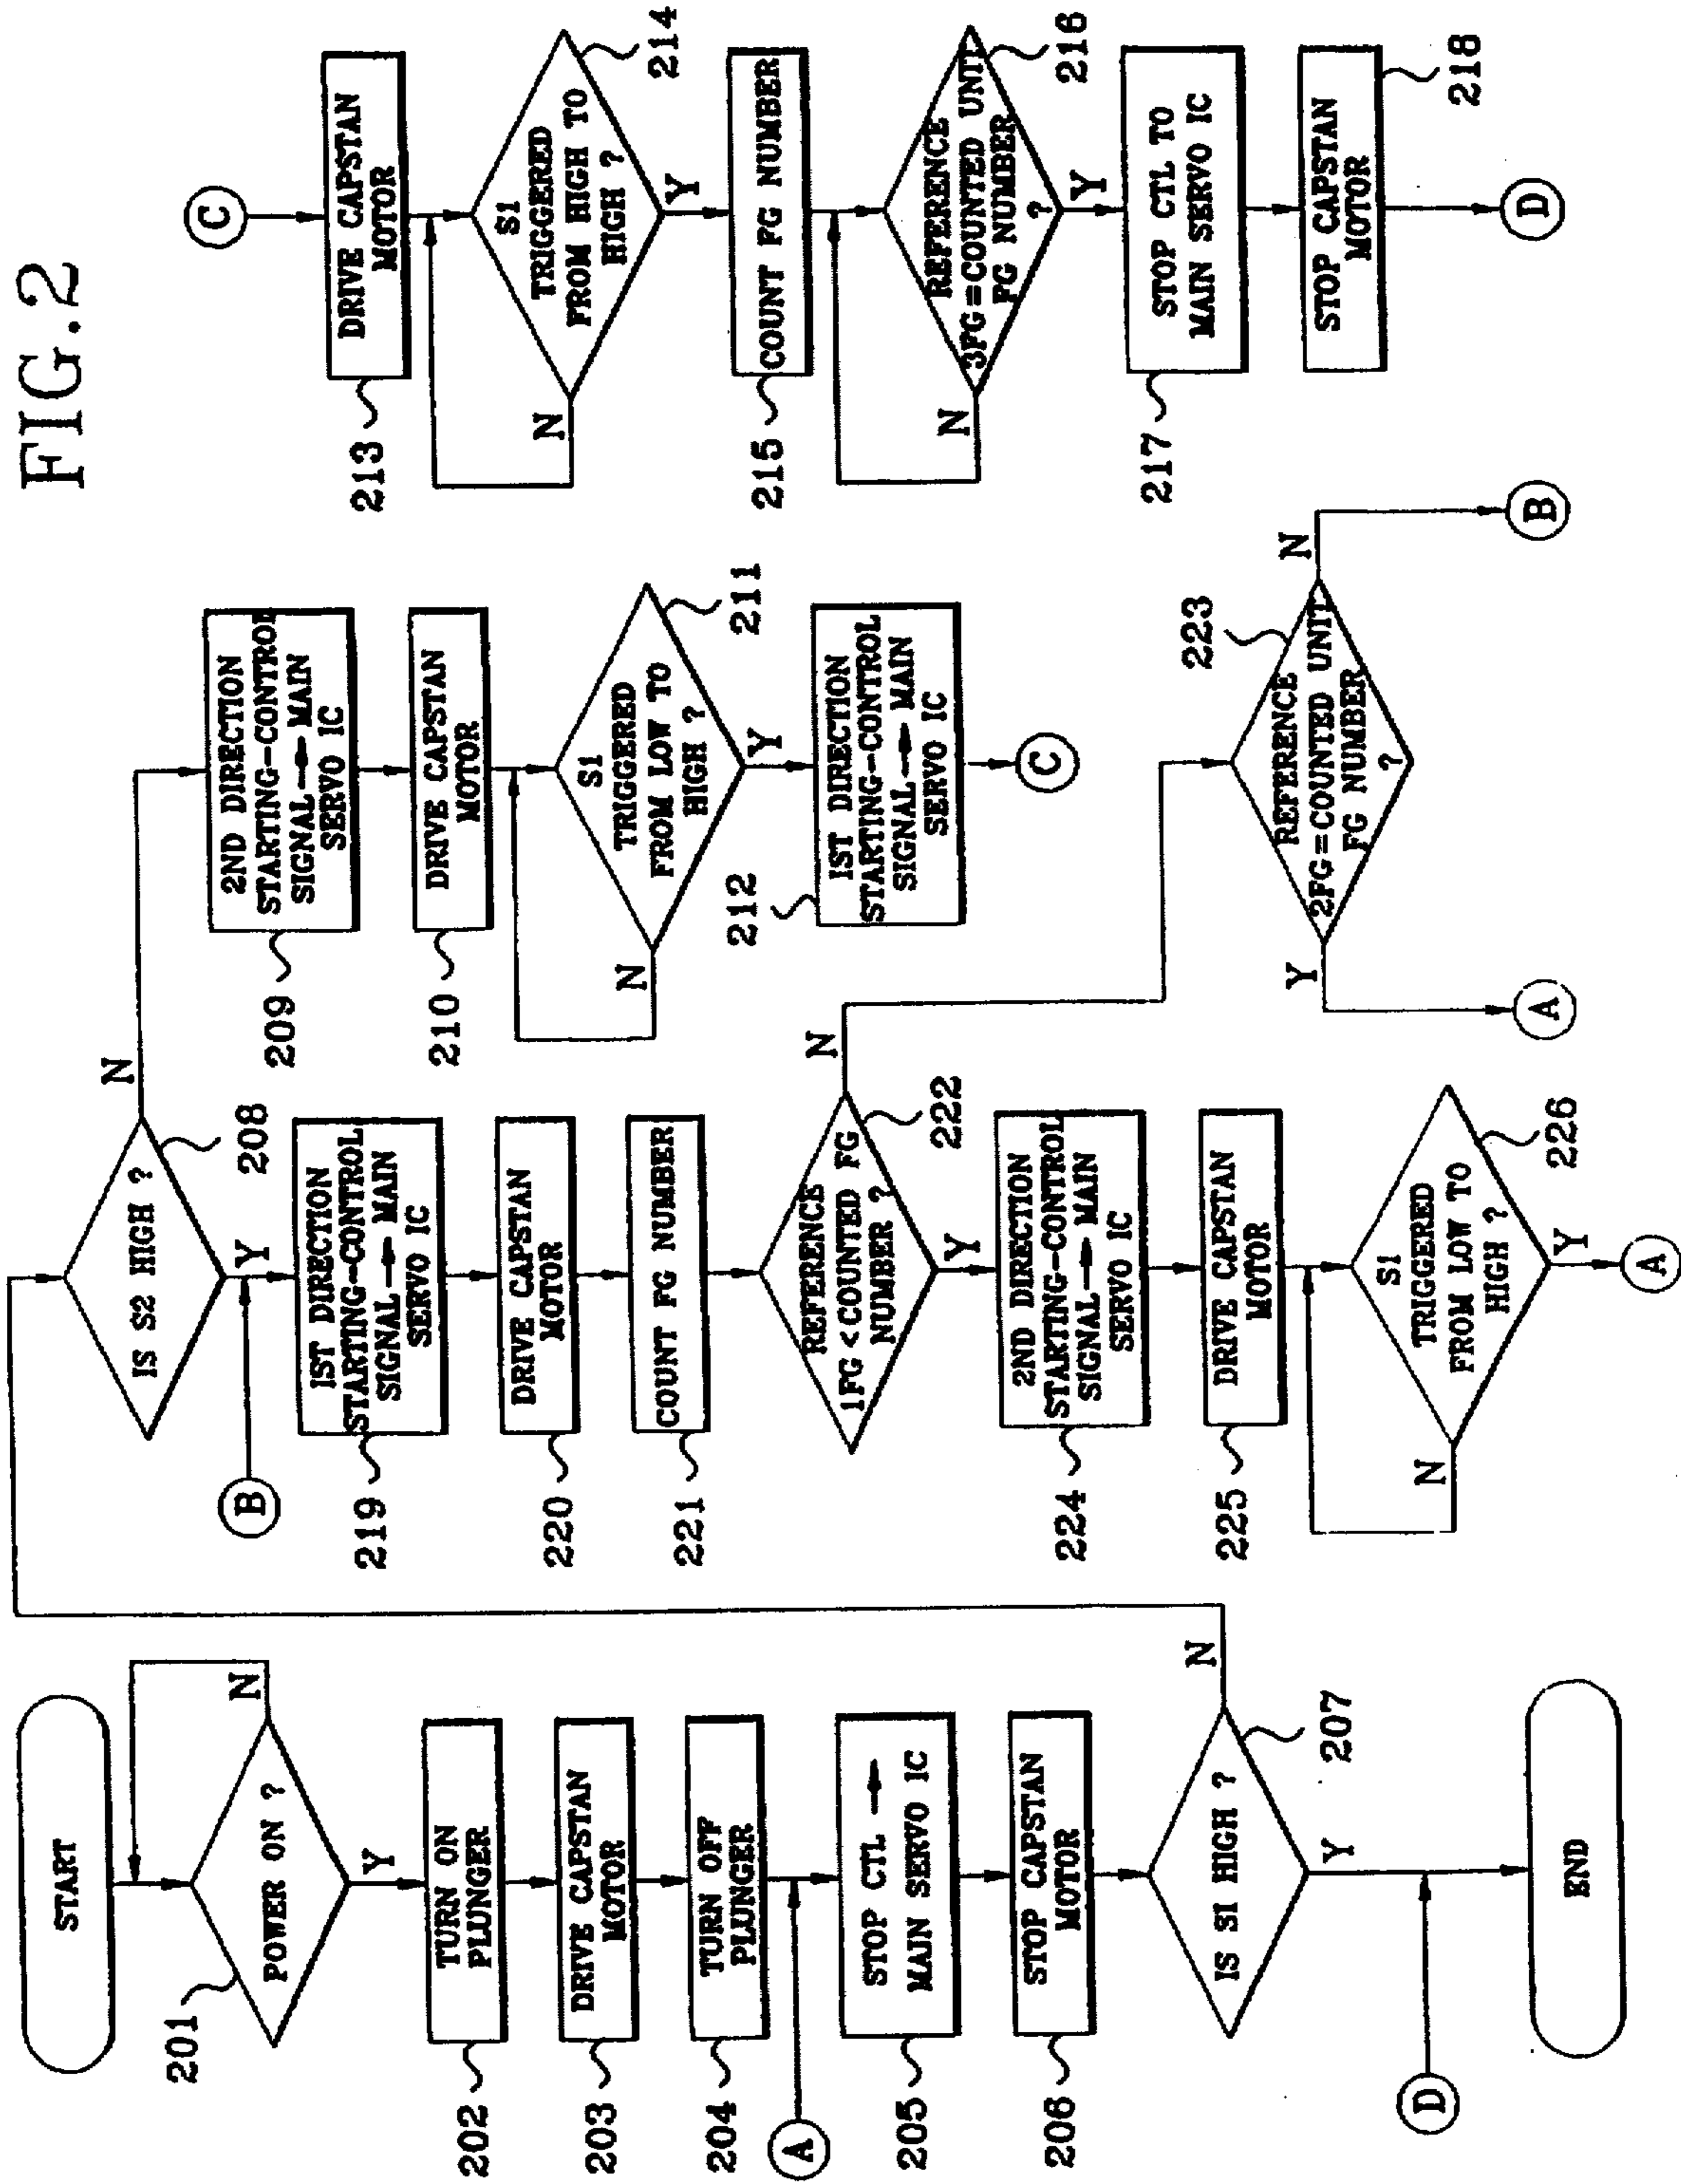 FIG.2
START
POWER ON ?
201
N
Y
TURN ON
PLUNGER
202
DRIVE CAPSTAN
MOTOR
203
TURN OFF
PLUNGER
204
A
STOP CTL →
MAIN SERVO IC
205
STOP CAPSTAN
MOTOR
206
IS S1 HIGH ?
207
N
Y
D
END
IS S2 HIGH ?
208
N
Y
B
1ST DIRECTION
STARTING-CONTROL
SIGNAL → MAIN
SERVO IC
219
DRIVE CAPSTAN
MOTOR
220
COUNT FG NUMBER
221
REFERENCE
1FG < COUNTED FG
NUMBER ?
222
N
Y
2ND DIRECTION
STARTING-CONTROL
SIGNAL → MAIN
SERVO IC
224
DRIVE CAPSTAN
MOTOR
225
S1
TRIGGERED
FROM LOW TO
HIGH ?
226
N
Y
A
2ND DIRECTION
STARTING-CONTROL
SIGNAL → MAIN
SERVO IC
209
DRIVE CAPSTAN
MOTOR
210
S1
TRIGGERED
FROM LOW TO
HIGH ?
211
N
Y
1ST DIRECTION
STARTING-CONTROL
SIGNAL → MAIN
SERVO IC
212
C
REFERENCE
2FG=COUNTED UNIT
FG NUMBER
?
223
Y
N
A
B
C
DRIVE CAPSTAN
MOTOR
213
S1
TRIGGERED
FROM HIGH TO
HIGH ?
214
N
Y
COUNT FG NUMBER
215
REFERENCE
3FG=COUNTED UNIT
FG NUMBER
?
216
N
Y
STOP CTL TO
MAIN SERVO IC
217
STOP CAPSTAN
MOTOR
218
D